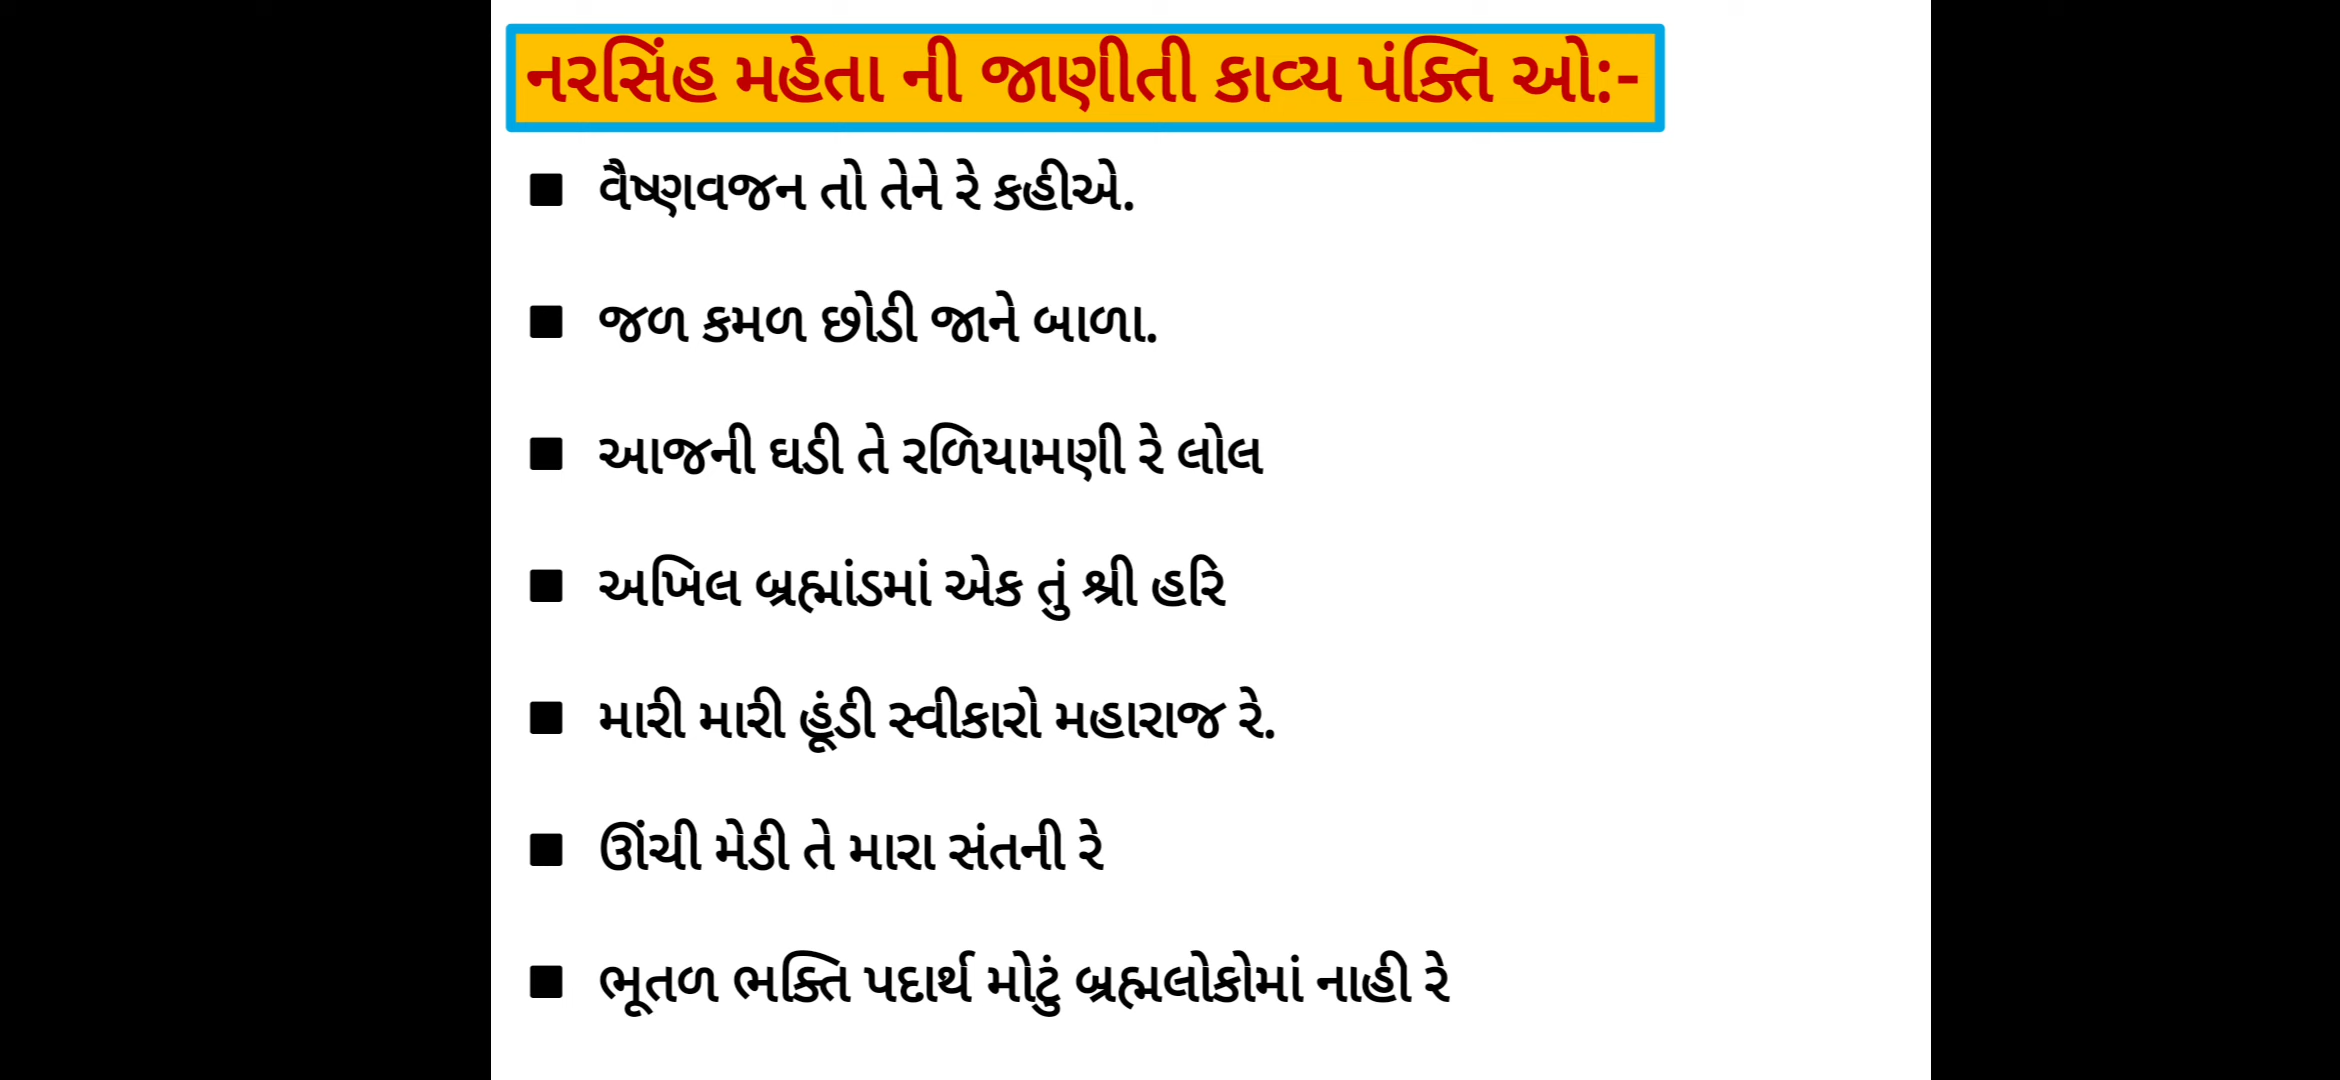 નરસિંહ મહેતા ની જાણીતી કાવ્ય પંક્તિ ઓ:-
■ વૈષ્ણવજન તો તેને રે કહીએ.
■ જળ કમળ છોડી જાને બાળા.
■ આજની ઘડી તે રળિયામણી રે લોલ
■ અખિલ બ્રહ્માંડમાં એક તું શ્રી હરિ
■ મારી મારી હૂંડી સ્વીકારો મહારાજ રે.
■ ઊંચી મેડી તે મારા સંતની રે
■ ભૂતળ ભક્તિ પદાર્થ મોટું બ્રહ્મલોકોમાં નાહી રે